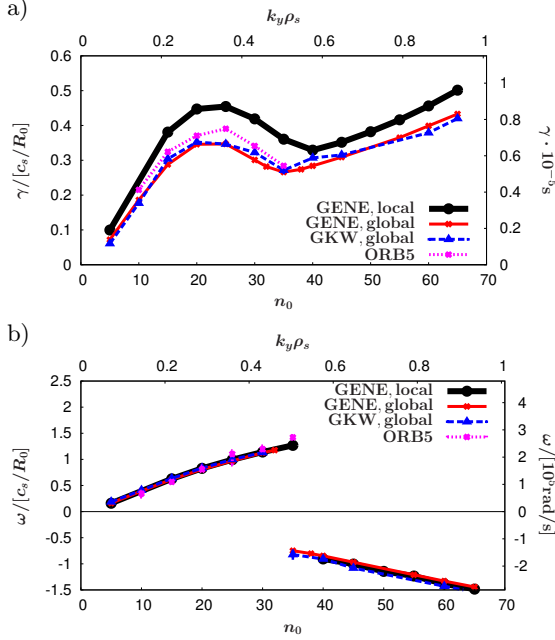 a)
k_yρ_s
0 0.2 0.4 0.6 0.8 1
0.6
0.5
0.4
0.3
0.2
0.1
0
γ/[c_s/R_0]
1
0.8
0.6
0.4
0.2
0
γ · 10^{-5}s
GENE, local
GENE, global
GKW, global
ORB5
0 10 20 30 40 50 60 70
n_0
b)
k_yρ_s
0 0.2 0.4 0.6 0.8 1
2.5
2
1.5
1
0.5
0
-0.5
-1
-1.5
ω/[c_s/R_0]
4
3
2
1
0
-1
-2
ω/[10^5rad/s]
GENE, local
GENE, global
GKW, global
ORB5
0 10 20 30 40 50 60 70
n_0